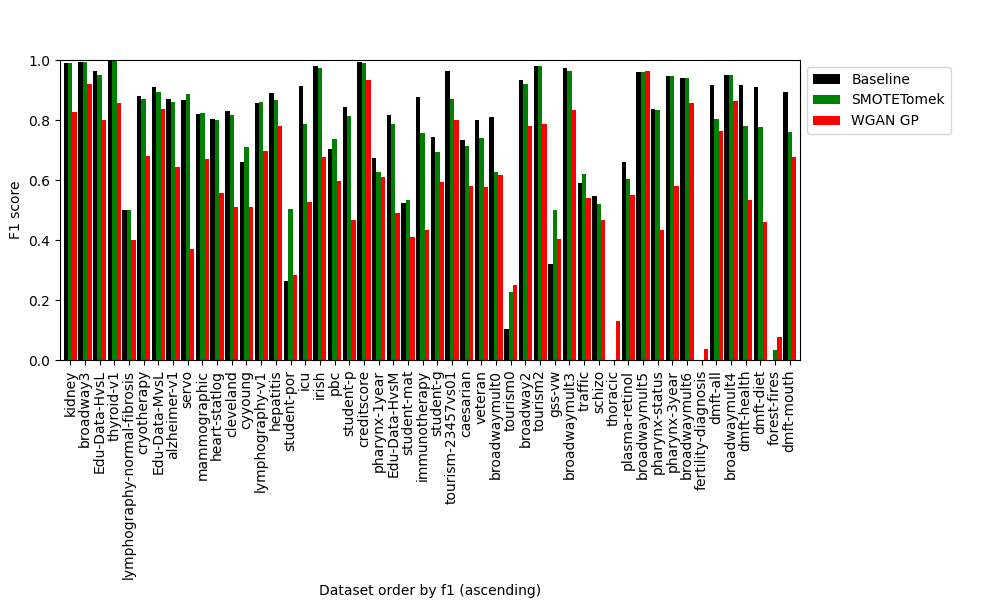 1.0
0.8
0.6
0.4
0.2
0.0
F1 score
Baseline
SMOTETomek
WGAN GP
kidney
broadway3
Edu-Data-HvsL
thyroid-v1
lymphography-normal-fibrosis
cryotherapy
Edu-Data-MvsL
alzheimer-v1
servo
mammographic
heart-statlog
cleveland
cyyoung
lymphography-v1
hepatitis
student-por
icu
irish
pbc
student-p
creditscore
pharynx-1year
Edu-Data-HvsM
student-mat
immunotherapy
student-g
tourism-23457vs01
caesarian
veteran
broadwaymult0
tourism0
broadway2
tourism2
gss-vw
broadwaymult3
traffic
schizo
thoracic
plasma-retinol
broadwaymult5
pharynx-status
pharynx-3year
broadwaymult6
fertility-diagnosis
dmft-all
broadwaymult4
dmft-health
dmft-diet
forest-fires
dmft-mouth
Dataset order by f1 (ascending)